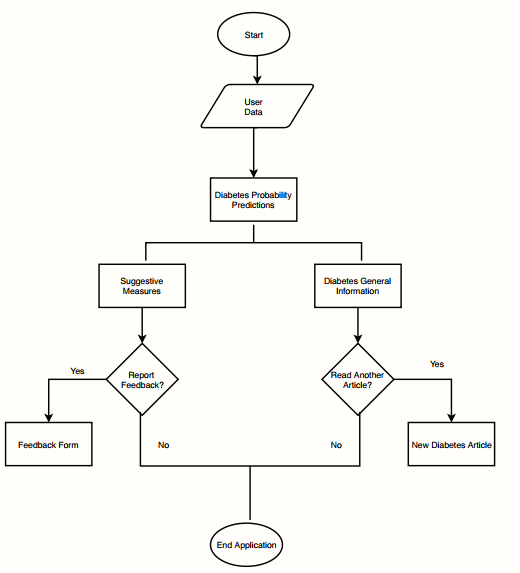 Start
User
Data
Diabetes Probability
Predictions
Suggestive
Measures
Diabetes General
Information
Yes
Report
Feedback?
Read Another
Article?
Yes
Feedback Form
No
No
New Diabetes Article
End Application